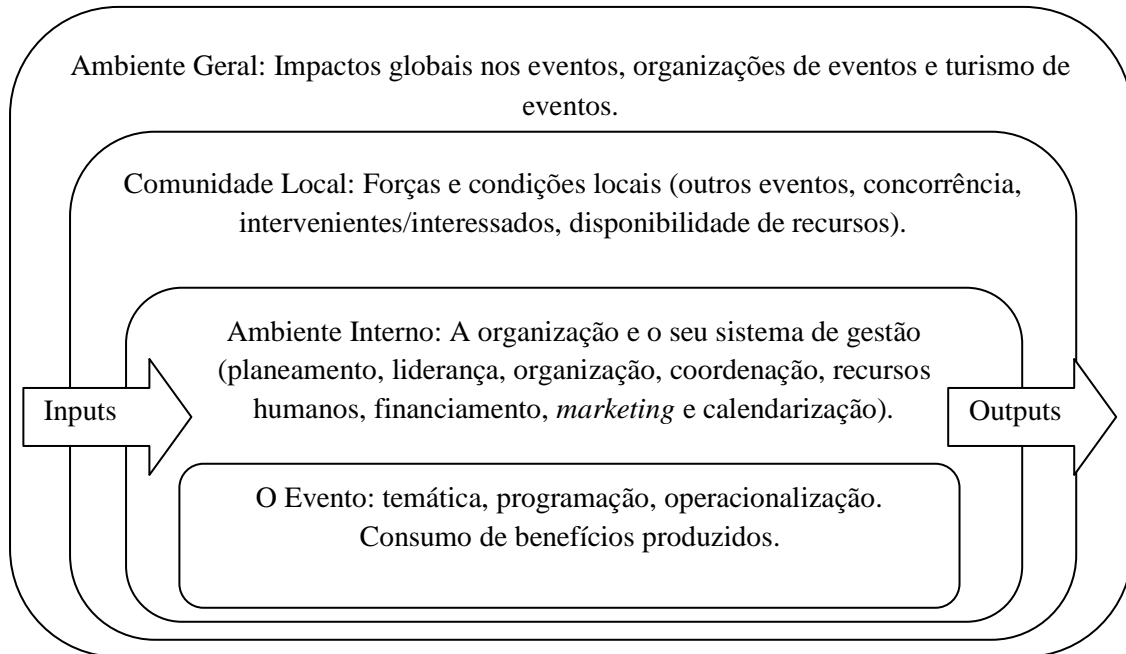 Ambiente Geral: Impactos globais nos eventos, organizações de eventos e turismo de
eventos.
Comunidade Local: Forças e condições locais (outros eventos, concorrência,
intervenientes/interessados, disponibilidade de recursos).
Ambiente Interno: A organização e o seu sistema de gestão
(planeamento, liderança, organização, coordenação, recursos
humanos, financiamento, marketing e calendarização).
Inputs
Outputs
O Evento: temática, programação, operacionalização.
Consumo de benefícios produzidos.